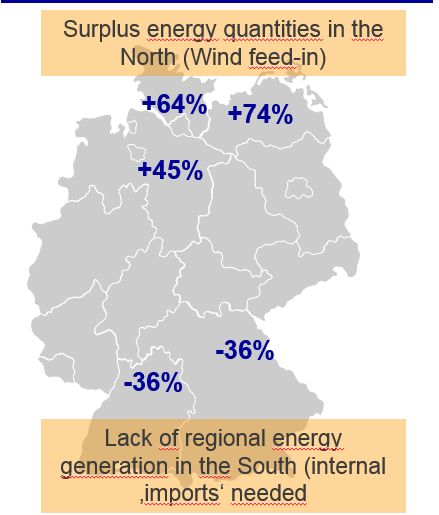 Surplus energy quantities in the
North (Wind feed-in)
+64%
+74%
+45%
-36%
-36%
Lack of regional energy
generation in the South (internal
‚imports‘ needed